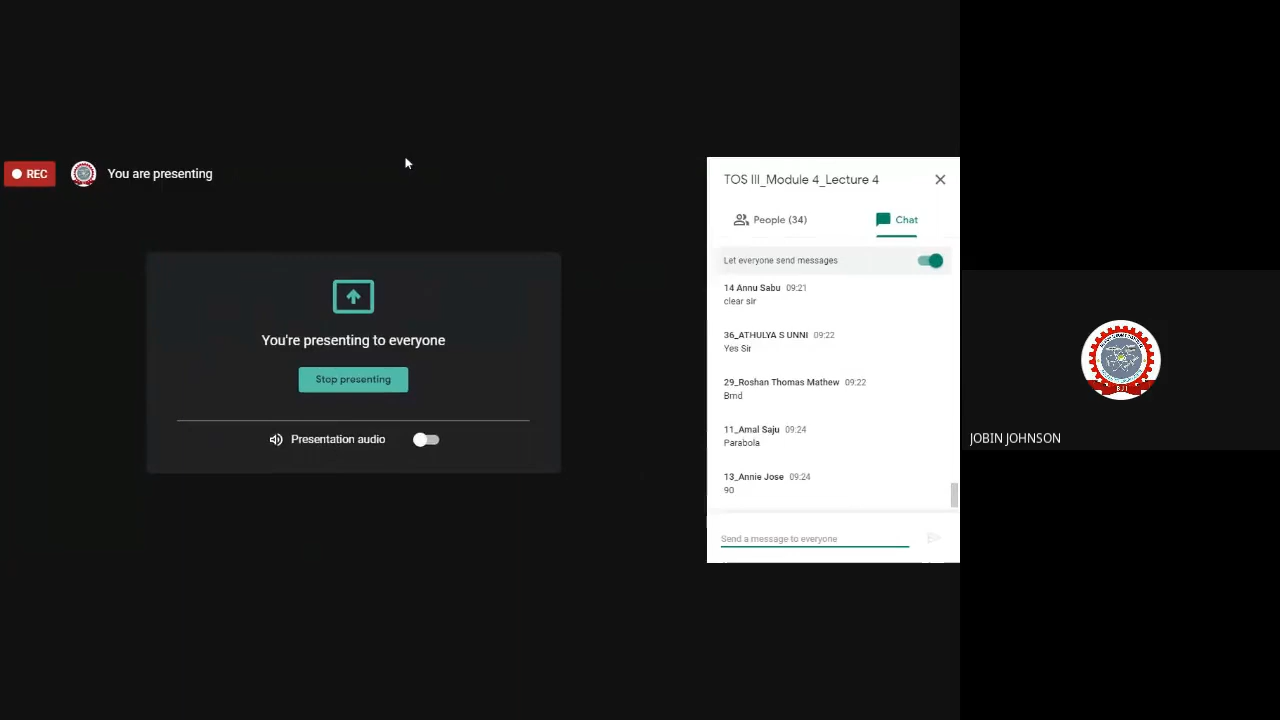 REC
You are presenting
You're presenting to everyone
Stop presenting
Presentation audio
TOS III_Module 4_Lecture 4
People (34)
Chat
Let everyone send messages
14 Annu Sabu 09:21
clear sir
36_ATHULYA S UNNI 09:22
Yes Sir
29_Roshan Thomas Mathew 09:22
Bmd
11_Amal Saju 09:24
Parabola
13_Annie Jose 09:24
90
Send a message to everyone
JOBIN JOHNSON